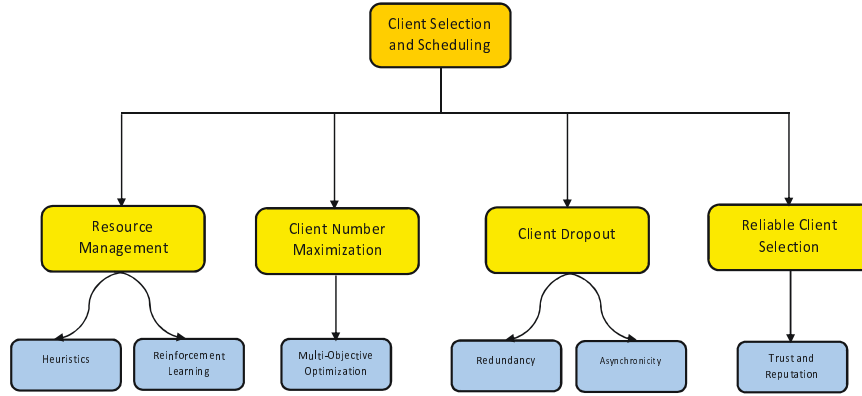 Client Selection
and Scheduling
Resource
Management
Client Number
Maximization
Client Dropout
Reliable Client
Selection
Heuristics
Reinforcement
Learning
Multi-Objective
Optimization
Redundancy
Asynchronicity
Trust and
Reputation